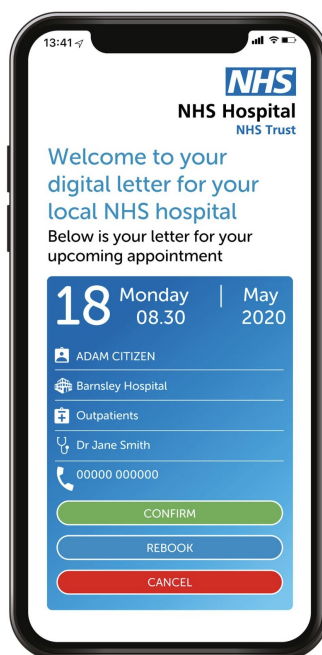 13:41
NHS
NHS Hospital
NHS Trust
Welcome to your
digital letter for your
local NHS hospital
Below is your letter for your
upcoming appointment
18 Monday | May
08.30 2020
ADAM CITIZEN
Barnsley Hospital
Outpatients
Dr Jane Smith
00000 000000
CONFIRM
REBOOK
CANCEL